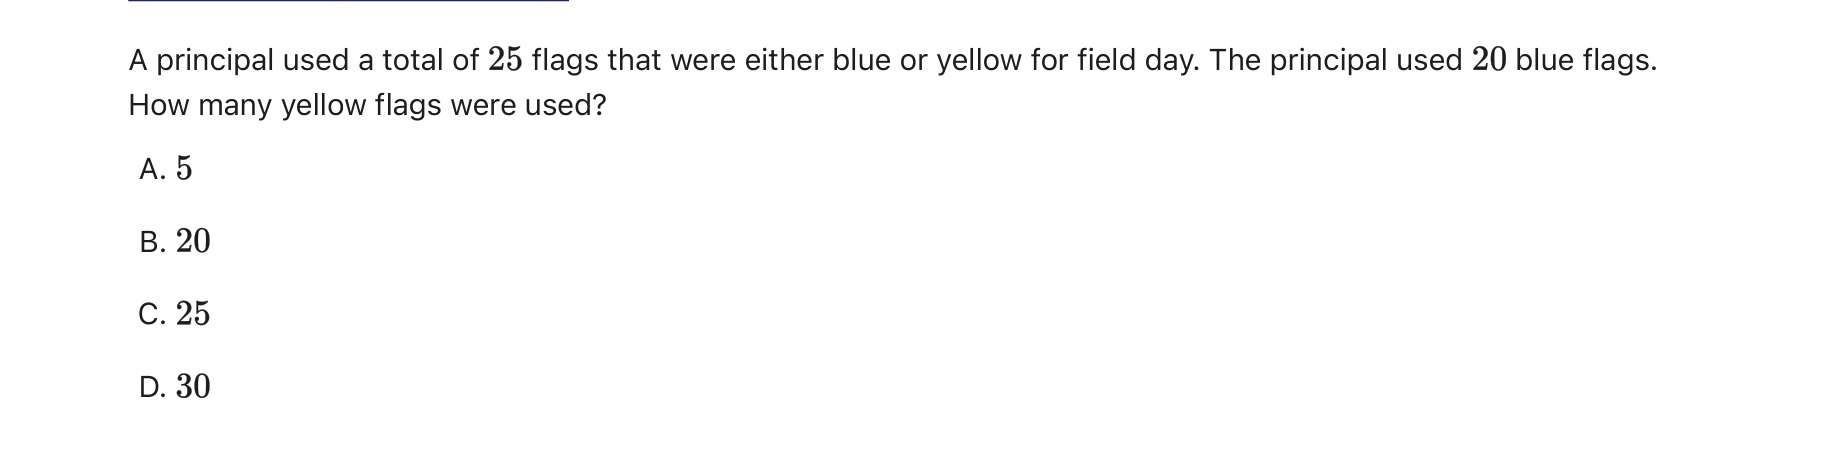 A principal used a total of 25 flags that were either blue or yellow for field day. The principal used 20 blue flags.
How many yellow flags were used?
A. 5
B. 20
C. 25
D. 30